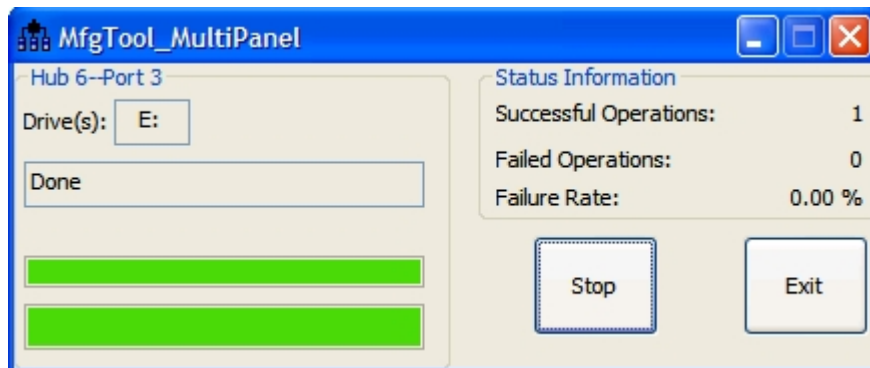 MfgTool_MultiPanel
Hub 6--Port 3
Drive(s): E:
Done
Status Information
Successful Operations: 1
Failed Operations: 0
Failure Rate: 0.00 %
Stop
Exit